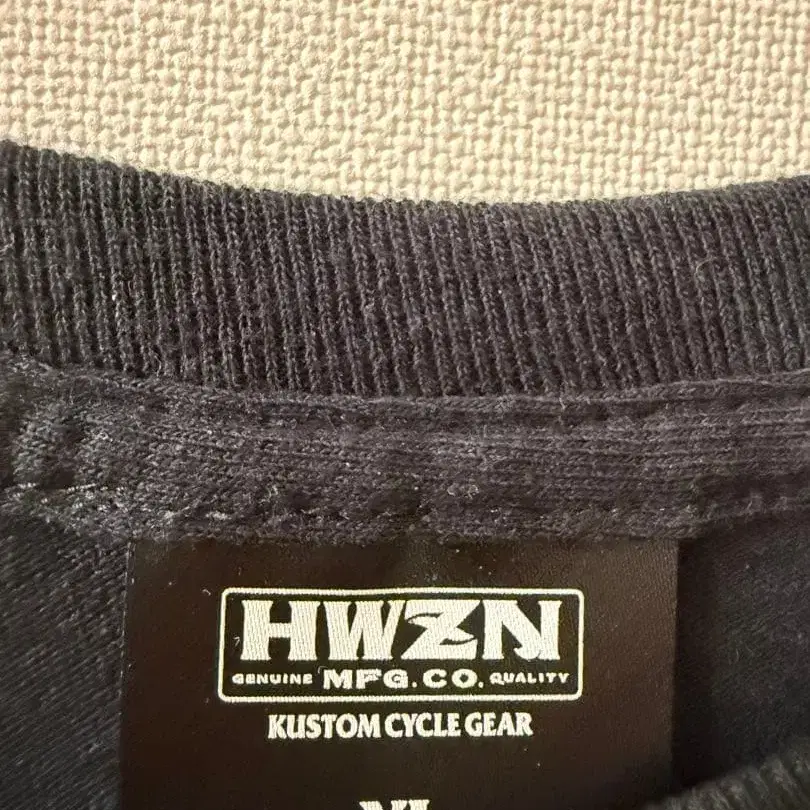 HWZN
GENUINE MFG.CO. QUALITY
KUSTOM CYCLE GEAR